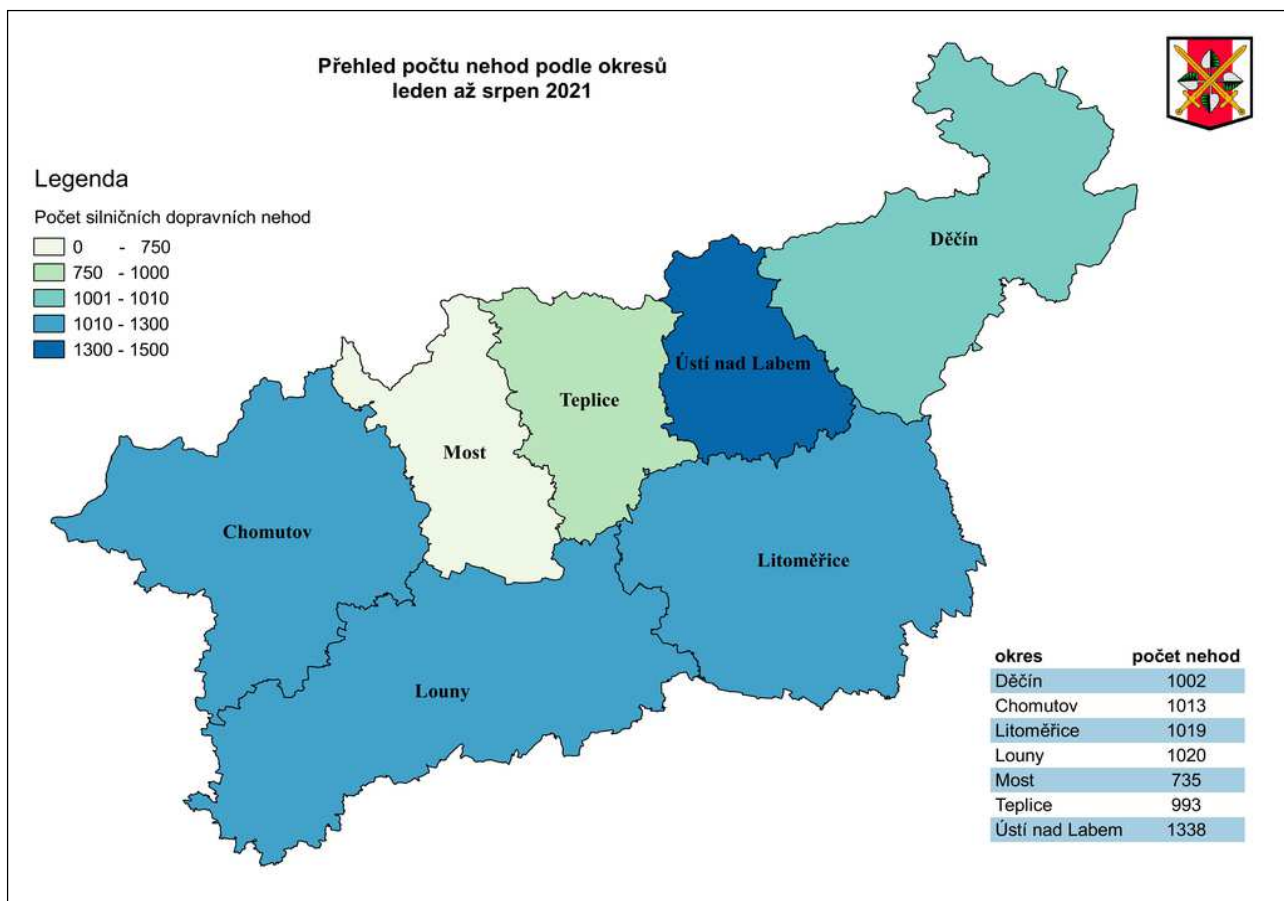 Přehled počtu nehod podle okresů
leden až srpen 2021
Legenda
Počet silničních dopravních nehod
0 - 750
750 - 1000
1001 - 1010
1010 - 1300
1300 - 1500
Děčín
Ústí nad Labem
Teplice
Most
Chomutov
Litoměřice
Louny
okres počet nehod
Děčín 1002
Chomutov 1013
Litoměřice 1019
Louny 1020
Most 735
Teplice 993
Ústí nad Labem 1338